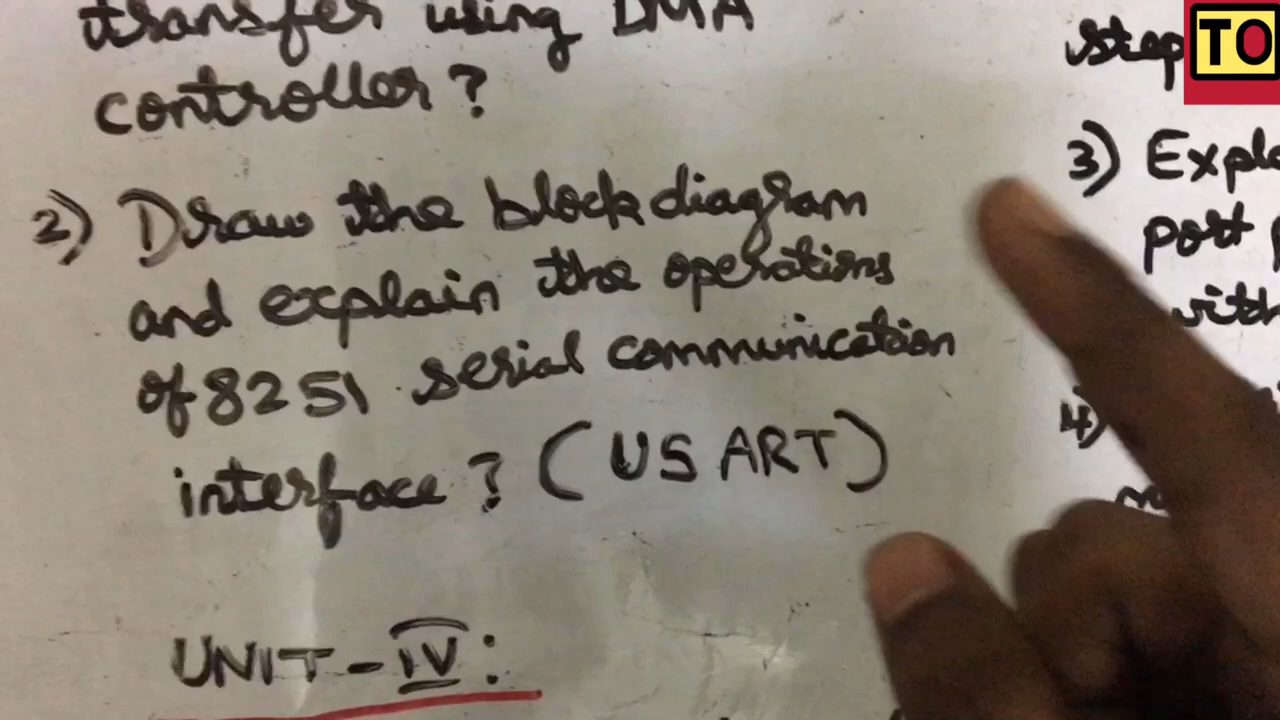 transfer using DMA
controller?
2) Draw the block diagram
and explain the operations
of 8251 serial communication
interface? (USART)
UNIT-IV:
step
3) Expla
port
with
4)
TO